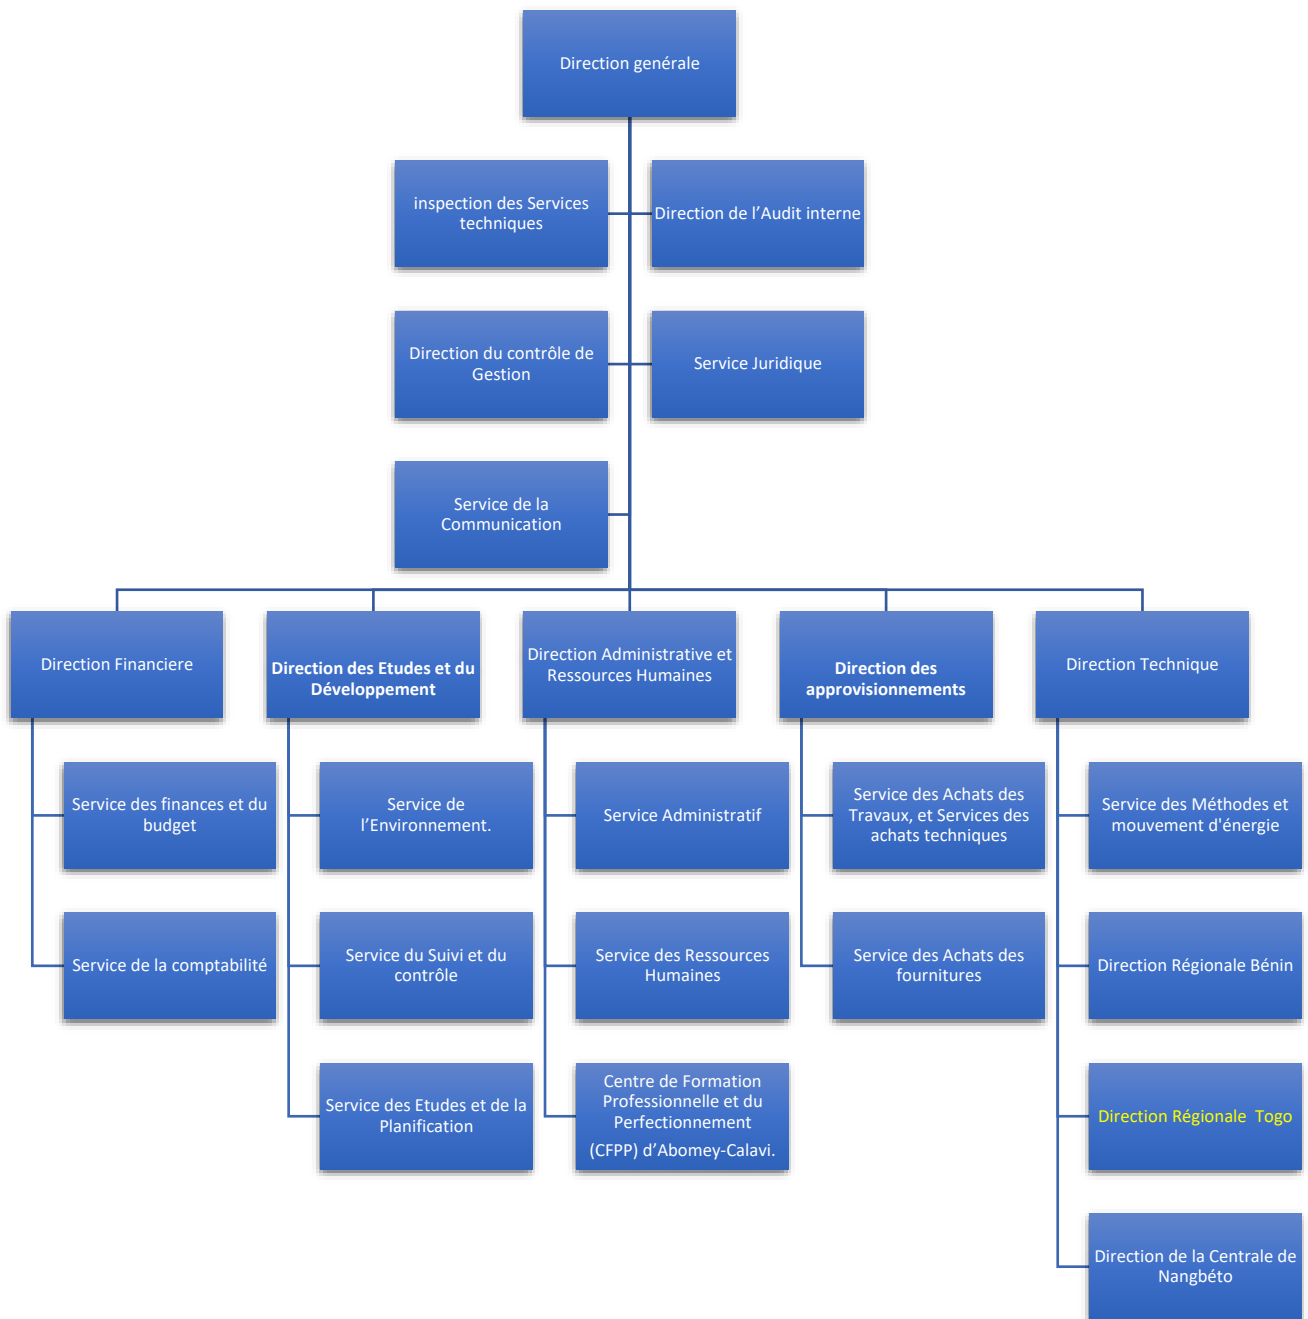 Direction genérale
inspection des Services
techniques
Direction de l’Audit interne
Direction du contrôle de
Gestion
Service Juridique
Service de la
Communication
Direction Financiere
Direction des Etudes et du
Développement
Direction Administrative et
Ressources Humaines
Direction des
approvisionnements
Direction Technique
Service des finances et du
budget
Service de
l’Environnement.
Service Administratif
Service des Achats des
Travaux, et Services des
achats techniques
Service des Méthodes et
mouvement d'énergie
Service de la comptabilité
Service du Suivi et du
contrôle
Service des Ressources
Humaines
Service des Achats des
fournitures
Direction Régionale Bénin
Service des Etudes et de la
Planification
Centre de Formation
Professionnelle et du
Perfectionnement
(CFPP) d’Abomey-Calavi.
Direction Régionale Togo
Direction de la Centrale de
Nangbéto